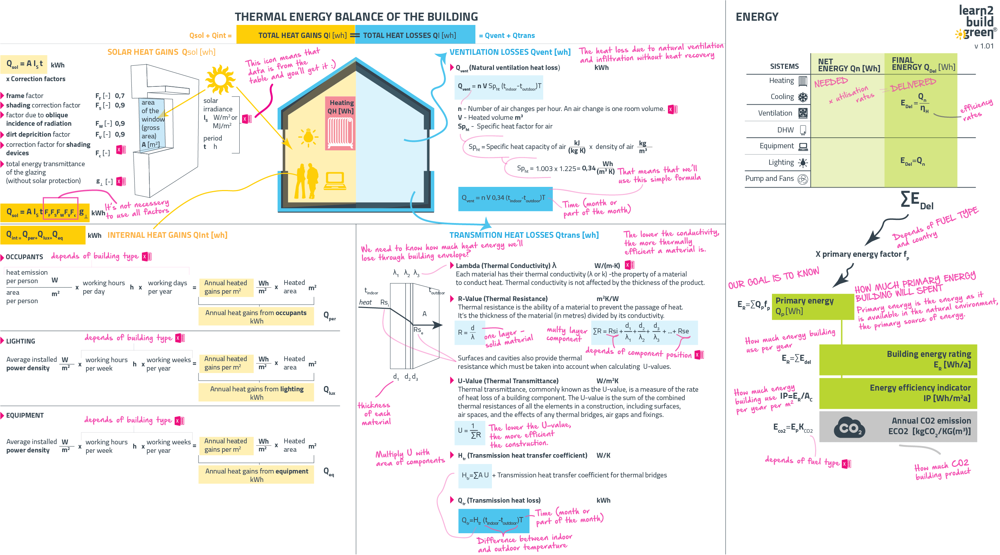 THERMAL ENERGY BALANCE OF THE BUILDING
Qsol + Qint =
TOTAL HEAT GAINS Ql [wh] = TOTAL HEAT LOSSES Ql [wh]
= Qvent + Qtrans
SOLAR HEAT GAINS Qsol [wh]
Qsol = A Is t kWh
x Correction factors
frame factor FF [-] 0,7
shading correction factor Fs [-] 0,9
factor due to oblique
incidence of radiation FW [-] 0,9
dirt depricition factor FV [-] 0,9
correction factor for shading
devices Fc [-]
total energy transmittance
of the glazing
(without solar protection) g⊥ [-]
Qsol = A Is t FFFSFWFVFc g⊥ kWh
It's not necessary
to use all factors
area
of the
window
(gross
area)
A [m²]
solar
irradiance
Is W/m² or
MJ/m²
period
t h
This icon means that
data is from the
table and you'll get it :)
Heating
QH [Wh]
VENTILATION LOSSES Qvent [wh]
The heat loss due to natural ventilation
and infiltration without heat recovery
Qvent (Natural ventilation heat loss) kWh
Qvent = n V Spht (tindoor-toutdoor)T
n - Number of air changes per hour. An air change is one room volume.
V - Heated volume m³
Spht - Specific heat factor for air
Spht = Specific heat capacity of air kJ/(kg K) x density of air kg/m³
Spht = 1.003 x 1.225= 0,34 Wh/(m³ K)
That means that we'll
use this simple formula
Qvent = n V 0,34 (tindoor-toutdoor)T
Time (month or
part of the month)
Qint = Qper+Qlux+Qeq kWh
INTERNAL HEAT GAINS QInt [wh]
OCCUPANTS
depends of building type
heat emission
per person W
area
per person m²
x working hours
per day h
x working days
per year
= Annual heated
gains per m²
Wh
m²
x Heated
area m²
Annual heat gains from occupants
kWh
Qper
LIGHTING
depends of building type
Average installed
power density
W
m²
x working hours
per week h
x working weeks
per year
= Annual heated
gains per m²
Wh
m²
x Heated
area m²
Annual heat gains from lighting
kWh
Qlux
EQUIPMENT
depends of building type
Average installed
power density
W
m²
x working hours
per week h
x working weeks
per year
= Annual heated
gains per m²
Wh
m²
x Heated
area m²
Annual heat gains from equipment
kWh
Qeq
TRANSMITION HEAT LOSSES Qtrans [wh]
We need to know how much heat energy we'll
lose through building envelope?
The lower the conductivity,
the more thermally
efficient a material is.
λ1 λ2 λ3
tindoor
toutdoor
heat Rsi
A
Rse
d1 d2 d3
thickness
of each
material
Lambda (Thermal Conductivity) λ W/(m·K)
Each material has their thermal conductivity (λ or k) -the property of a material
to conduct heat. Thermal conductivity is not affected by the thickness of the product.
R-Value (Thermal Resistance) m²K/W
Thermal resistance is the ability of a material to prevent the passage of heat.
It's the thickness of the material (in metres) divided by its conductivity.
R = d/λ
one layer -
solid material
multy layer
component
∑R = Rsi + d1/λ1 + d2/λ2 + d3/λ3 + ...+ Rse
depends of component position
Surfaces and cavities also provide thermal
resistance which must be taken into account when calculating U-values.
U-Value (Thermal Transmittance) W/m²K
Thermal transmittance, commonly known as the U-value, is a measure of the rate
of heat loss of a building component. The U-value is the sum of the combined
thermal resistances of all the elements in a construction, including surfaces,
air spaces, and the effects of any thermal bridges, air gaps and fixings.
U = 1/∑R
The lower the U-value,
the more efficient
the construction.
Multiply U with
area of components
Htr (Transmission heat transfer coefficient) W/K
Htr=∑A U + Transmission heat transfer coefficient for thermal bridges
Qtr (Transmission heat loss) kWh
Qtr=Htr (tindoor-toutdoor)T
Time (month or
part of the month)
Difference between indoor
and outdoor temperature
ENERGY
learn2
build
green®
v 1.01
SISTEMS
NET
ENERGY Qn [Wh]
FINAL
ENERGY QDel [Wh]
Heating
Cooling
Ventilation
DHW
Equipment
Lighting
Pump and Fans
NEEDED
x utilisation
rates
= DELIVERED
EDel = Qn/ηH
efficiency
rates
EDel=Qn
∑EDel
Depends of FUEL TYPE
and country
X primary energy factor fp
OUR GOAL IS TO KNOW
HOW MUCH PRIMARY ENERGY
BUILDING WILL SPENT
ER=∑QPfp
Primary energy
QP [Wh]
Primary energy is the energy as it
is available in the natural environment,
the primary source of energy.
How much energy building
use per year
ER=∑Edel
Building energy rating
ER [Wh/a]
How much energy
building use
per year per m²
IP=ER/AC
Energy efficiency indicator
IP [Wh/m²a]
Eco2=EPKCO2
CO2
Annual CO2 emission
ECO2 [kgCO2/KG(m³)]
depends of fuel type
How much CO2
building product